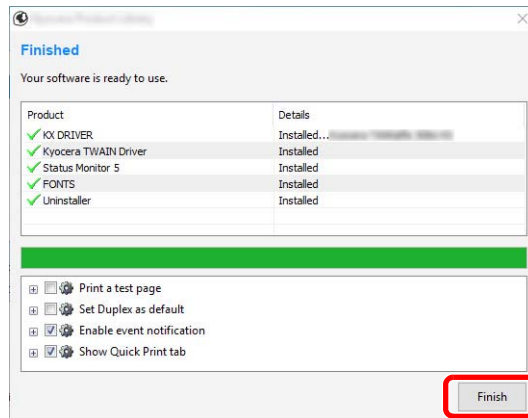 Finished
Your software is ready to use.
Product Details
KX DRIVER Installed...
Kyocera TWAIN Driver Installed
Status Monitor 5 Installed
FONTS Installed
Uninstaller Installed
Print a test page
Set Duplex as default
Enable event notification
Show Quick Print tab
Finish